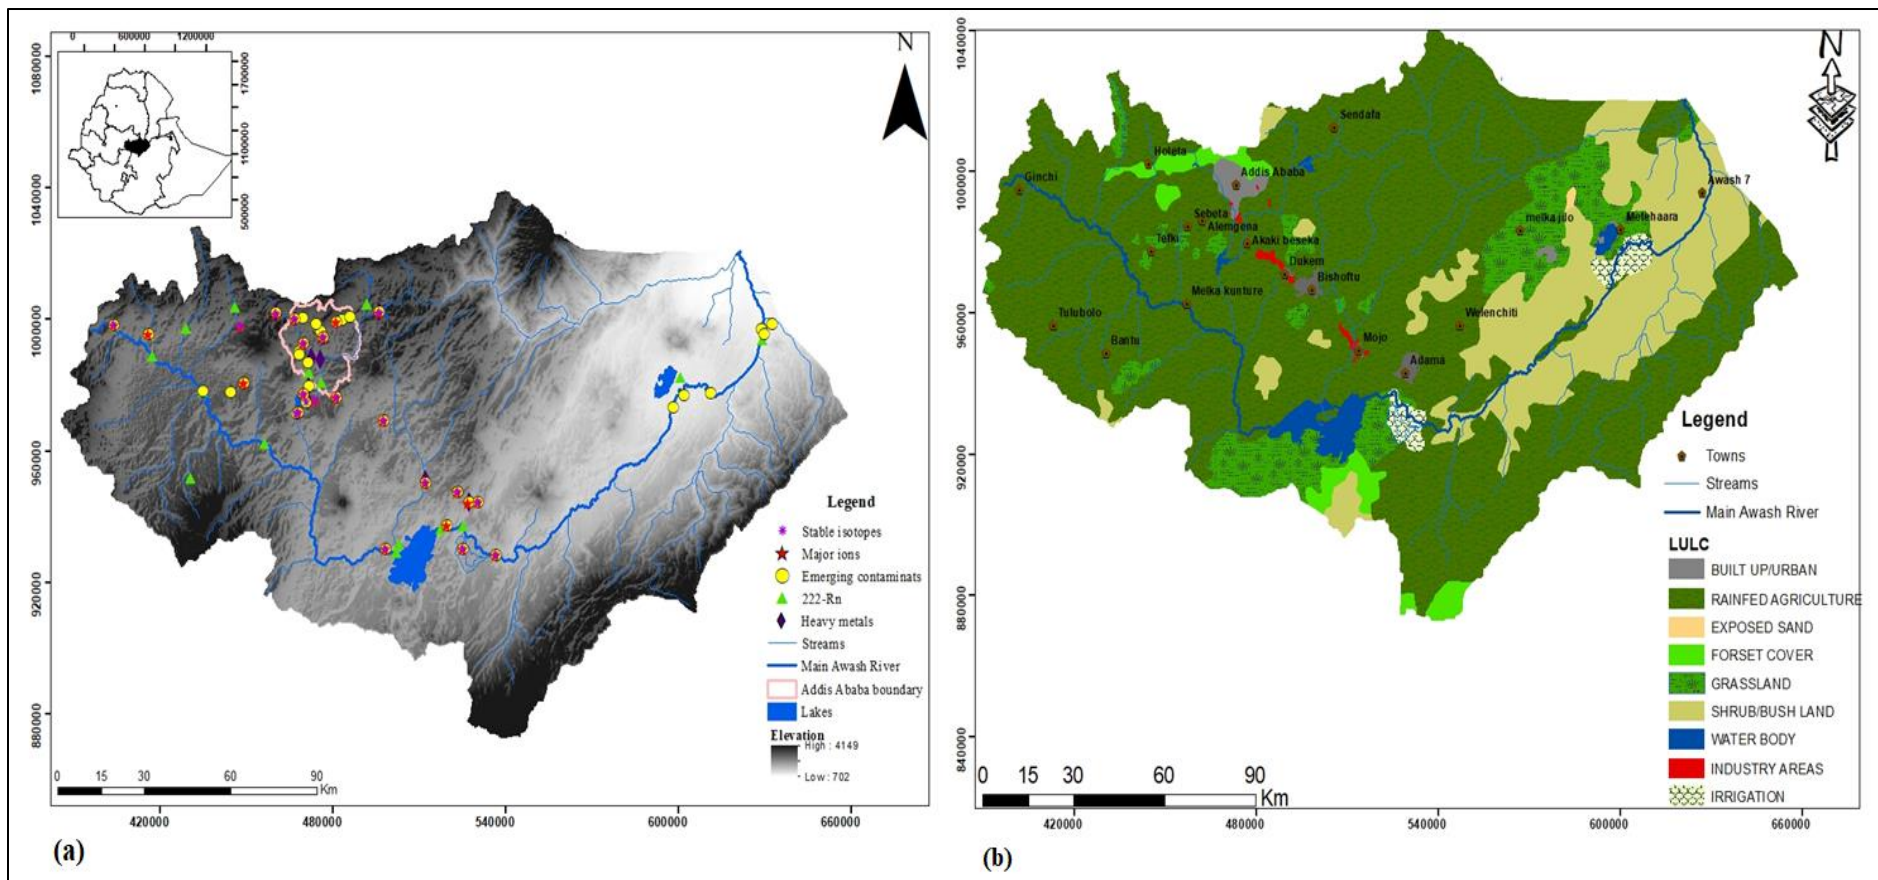 0 600000 1200000
1700000
1100000
500000
N
1080000
1040000
1000000
960000
920000
880000
Legend
Stable isotopes
Major ions
Emerging contaminats
222-Rn
Heavy metals
Streams
Main Awash River
Addis Ababa boundary
Lakes
Elevation
High : 4149
Low : 702
0 15 30 60 90
Km
420000 480000 540000 600000 660000
(a)
N
1040000
1000000
960000
920000
880000
840000
Sendafa
Holeta
Ginchi
Addis Ababa
Awash 7
Sebeta
Alemgena
melka jilo
Metehaara
Tefki
Akaki beseka
Dukem
Bishoftu
Melka kunture
Tulubolo
Welenchiti
Bantu
Mojo
Adama
Legend
Towns
Streams
Main Awash River
LULC
BUILT UP/URBAN
RAINFED AGRICULTURE
EXPOSED SAND
FORSET COVER
GRASSLAND
SHRUB/BUSH LAND
WATER BODY
INDUSTRY AREAS
IRRIGATION
0 15 30 60 90
Km
420000 480000 540000 600000 660000
(b)